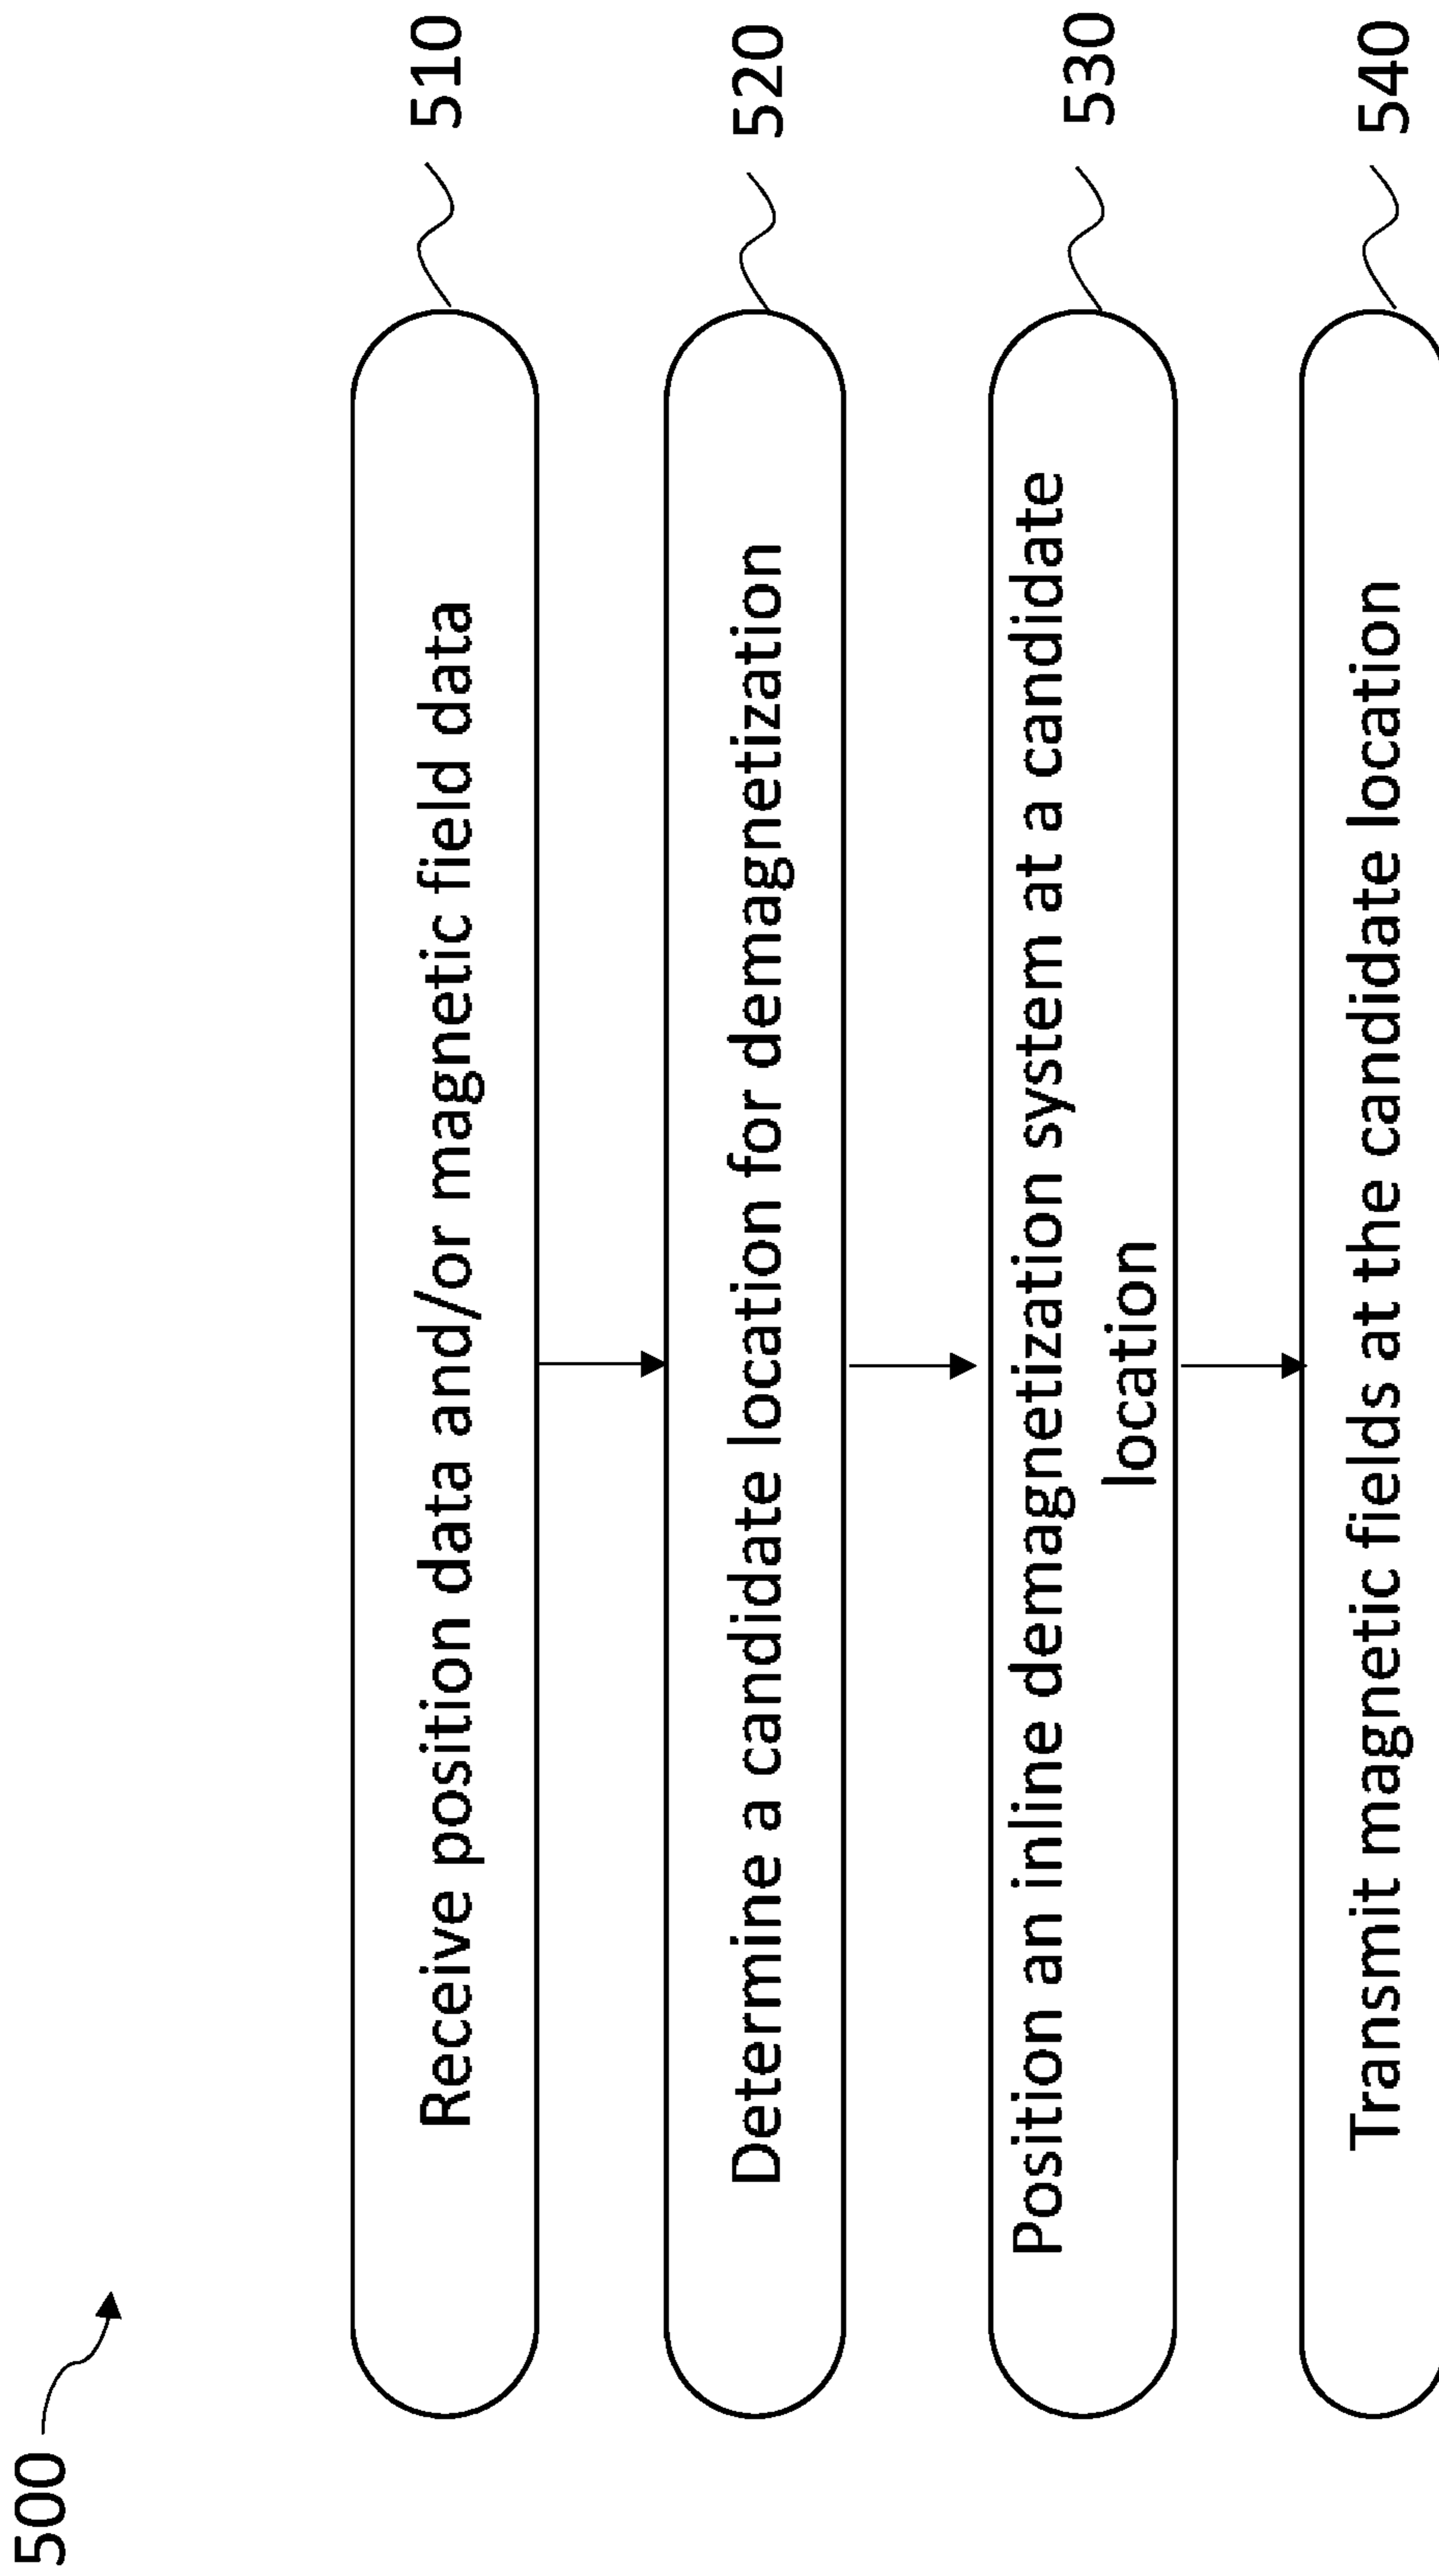 500
Receive position data and/or magnetic field data
510
Determine a candidate location for demagnetization
520
Position an inline demagnetization system at a candidate
location
530
Transmit magnetic fields at the candidate location
540